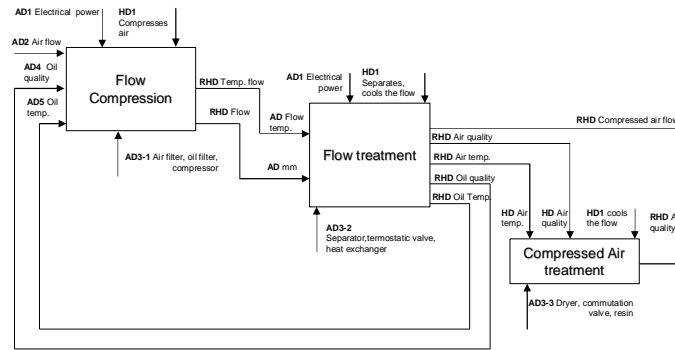 AD1 Electrical power
HD1
Compresses
air
AD2 Air flow
AD4 Oil
quality
AD5 Oil
temp.
Flow
Compression
AD3-1 Air filter, oil filter,
compressor
RHD Temp. flow
RHD Flow
AD1 Electrical
power
HD1
Separates,
cools the flow
AD Flow
temp.
AD mm
Flow treatment
AD3-2
Separator,termostatic valve,
heat exchanger
RHD Compressed air flow
RHD Air quality
RHD Air temp.
RHD Oil quality
RHD Oil Temp.
HD Air
temp.
HD Air
quality
HD1 cools
the flow
RHD A
quality
Compressed Air
treatment
AD3-3 Dryer, commutation
valve, resin